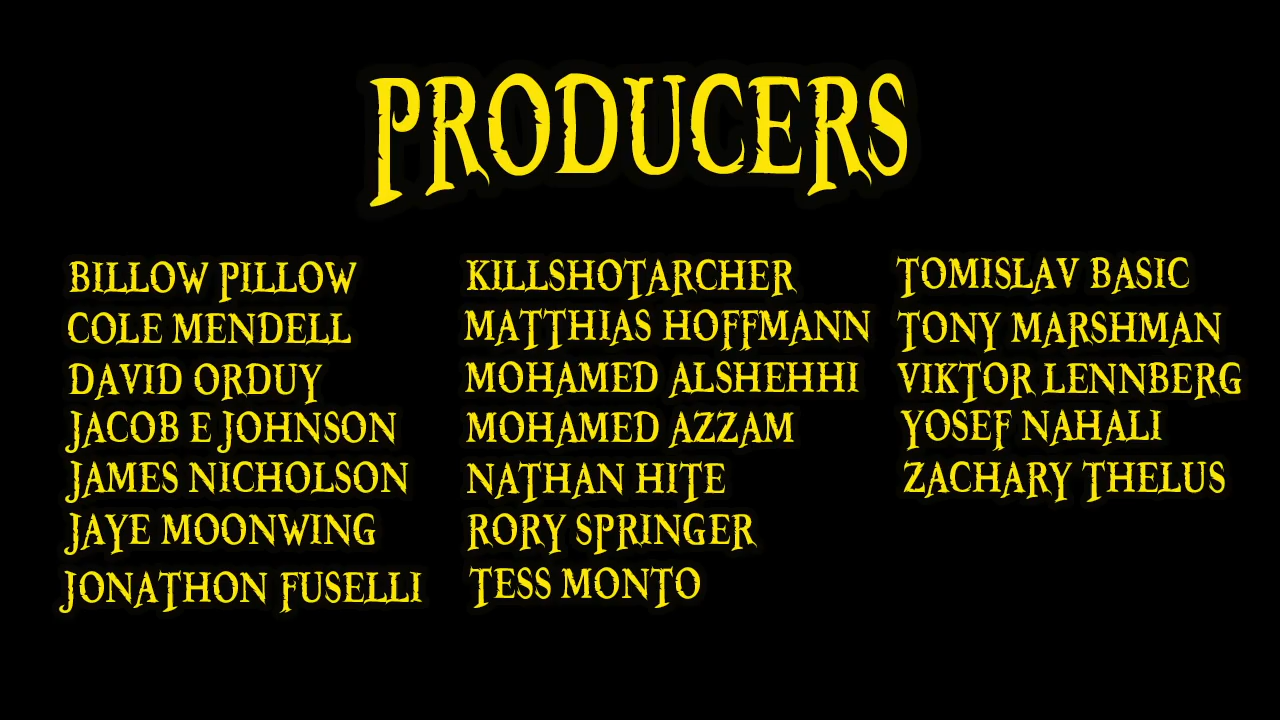 PRODUCERS
BILLOW PILLOW
COLE MENDELL
DAVID ORDUY
JACOB E JOHNSON
JAMES NICHOLSON
JAYE MOONWING
JONATHON FUSELLI
KILLSHOTARCHER
MATTHIAS HOFFMANN
MOHAMED ALSHEHHI
MOHAMED AZZAM
NATHAN HITE
RORY SPRINGER
TESS MONTO
TOMISLAV BASIC
TONY MARSHMAN
VIKTOR LENNBERG
YOSEF NAHALI
ZACHARY THELUS